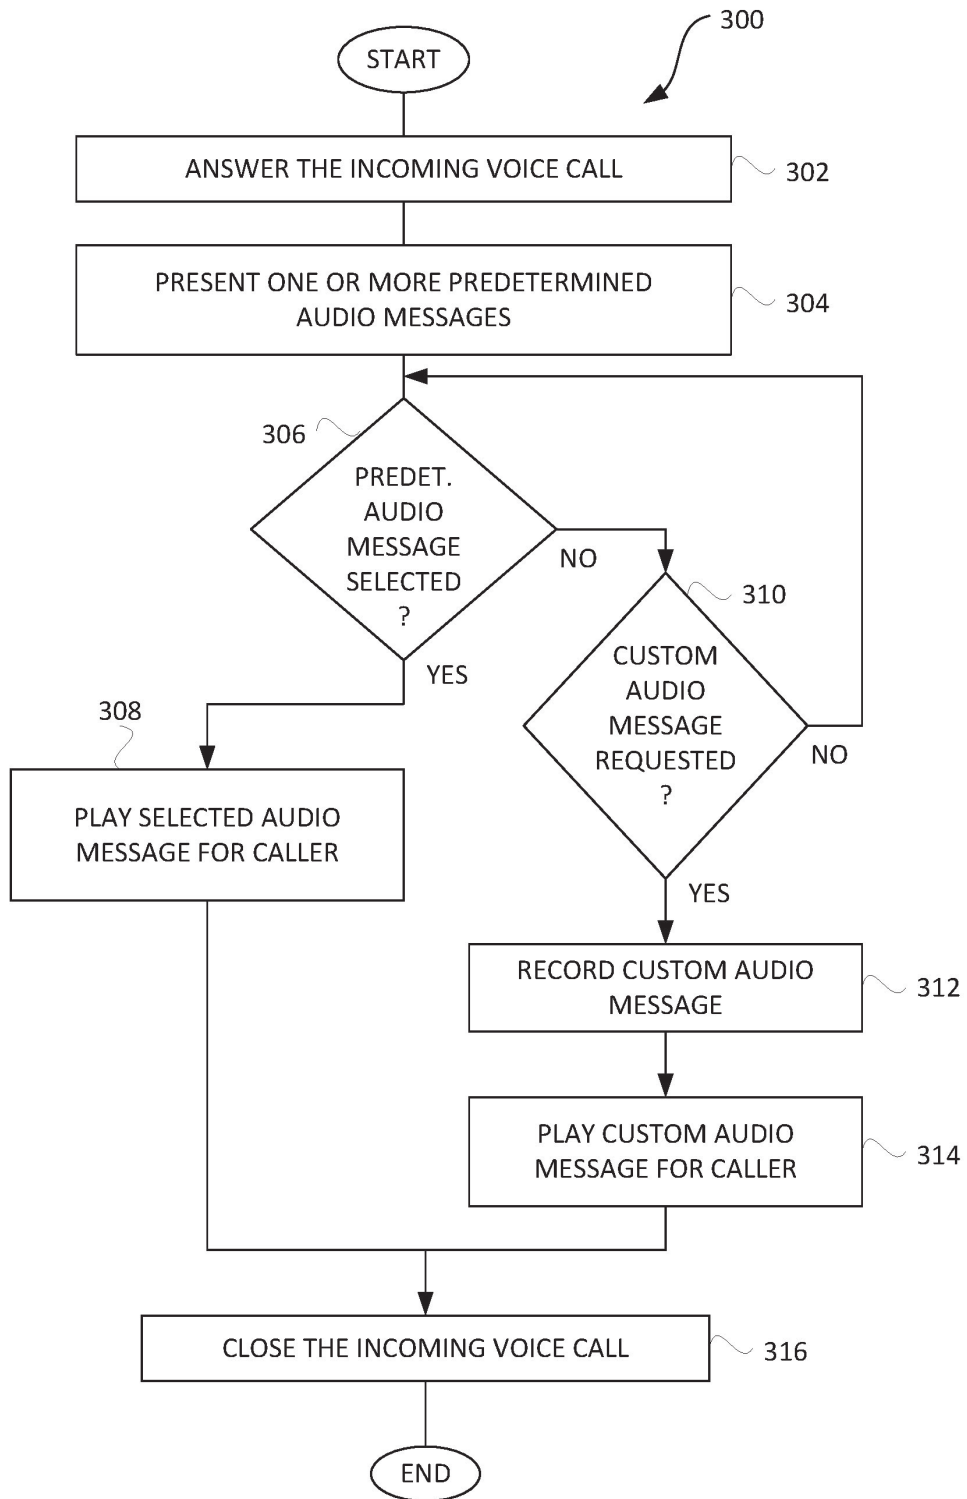 300
START
ANSWER THE INCOMING VOICE CALL
302
PRESENT ONE OR MORE PREDETERMINED
AUDIO MESSAGES
304
306
PREDET.
AUDIO
MESSAGE
SELECTED
?
NO
YES
310
CUSTOM
AUDIO
MESSAGE
REQUESTED
?
NO
YES
308
PLAY SELECTED AUDIO
MESSAGE FOR CALLER
RECORD CUSTOM AUDIO
MESSAGE
312
PLAY CUSTOM AUDIO
MESSAGE FOR CALLER
314
CLOSE THE INCOMING VOICE CALL
316
END